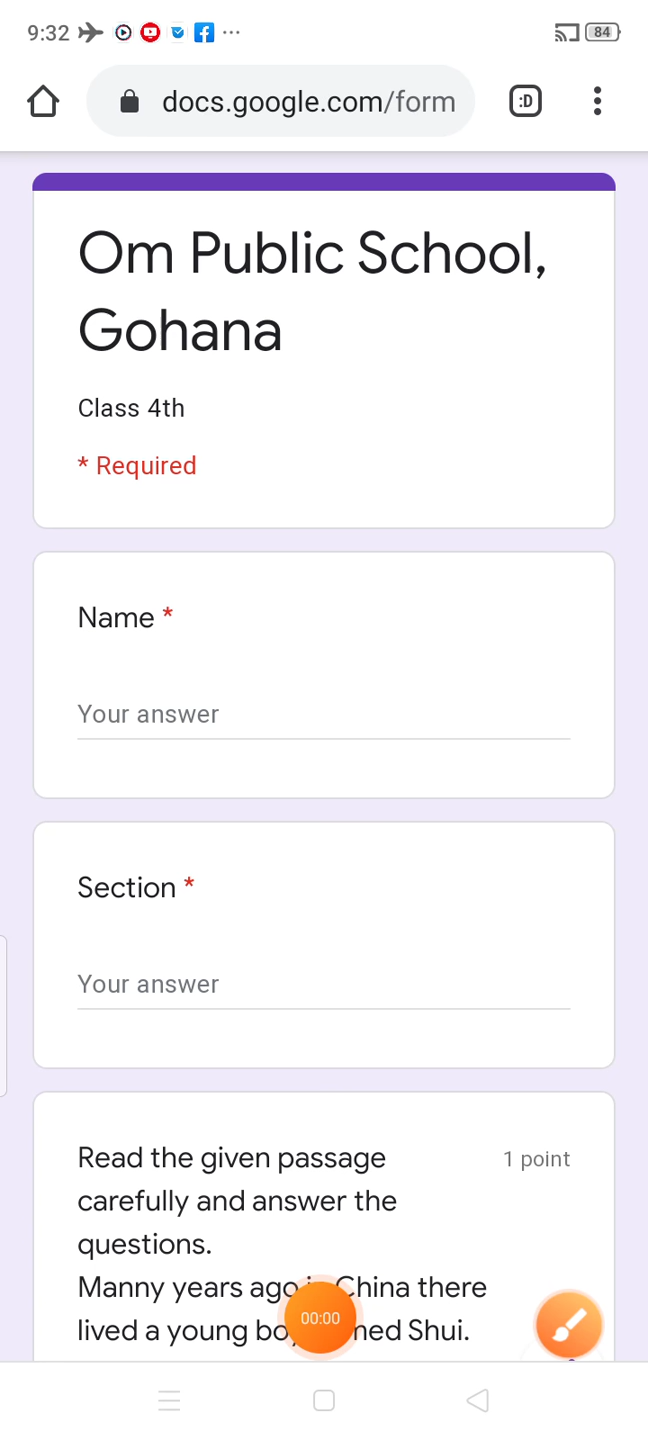 9:32
84
docs.google.com/form
:D
Om Public School,
Gohana
Class 4th
* Required
Name *
Your answer
Section *
Your answer
Read the given passage
1 point
carefully and answer the
questions.
Manny years ago China there
lived a young Shui.
00:00